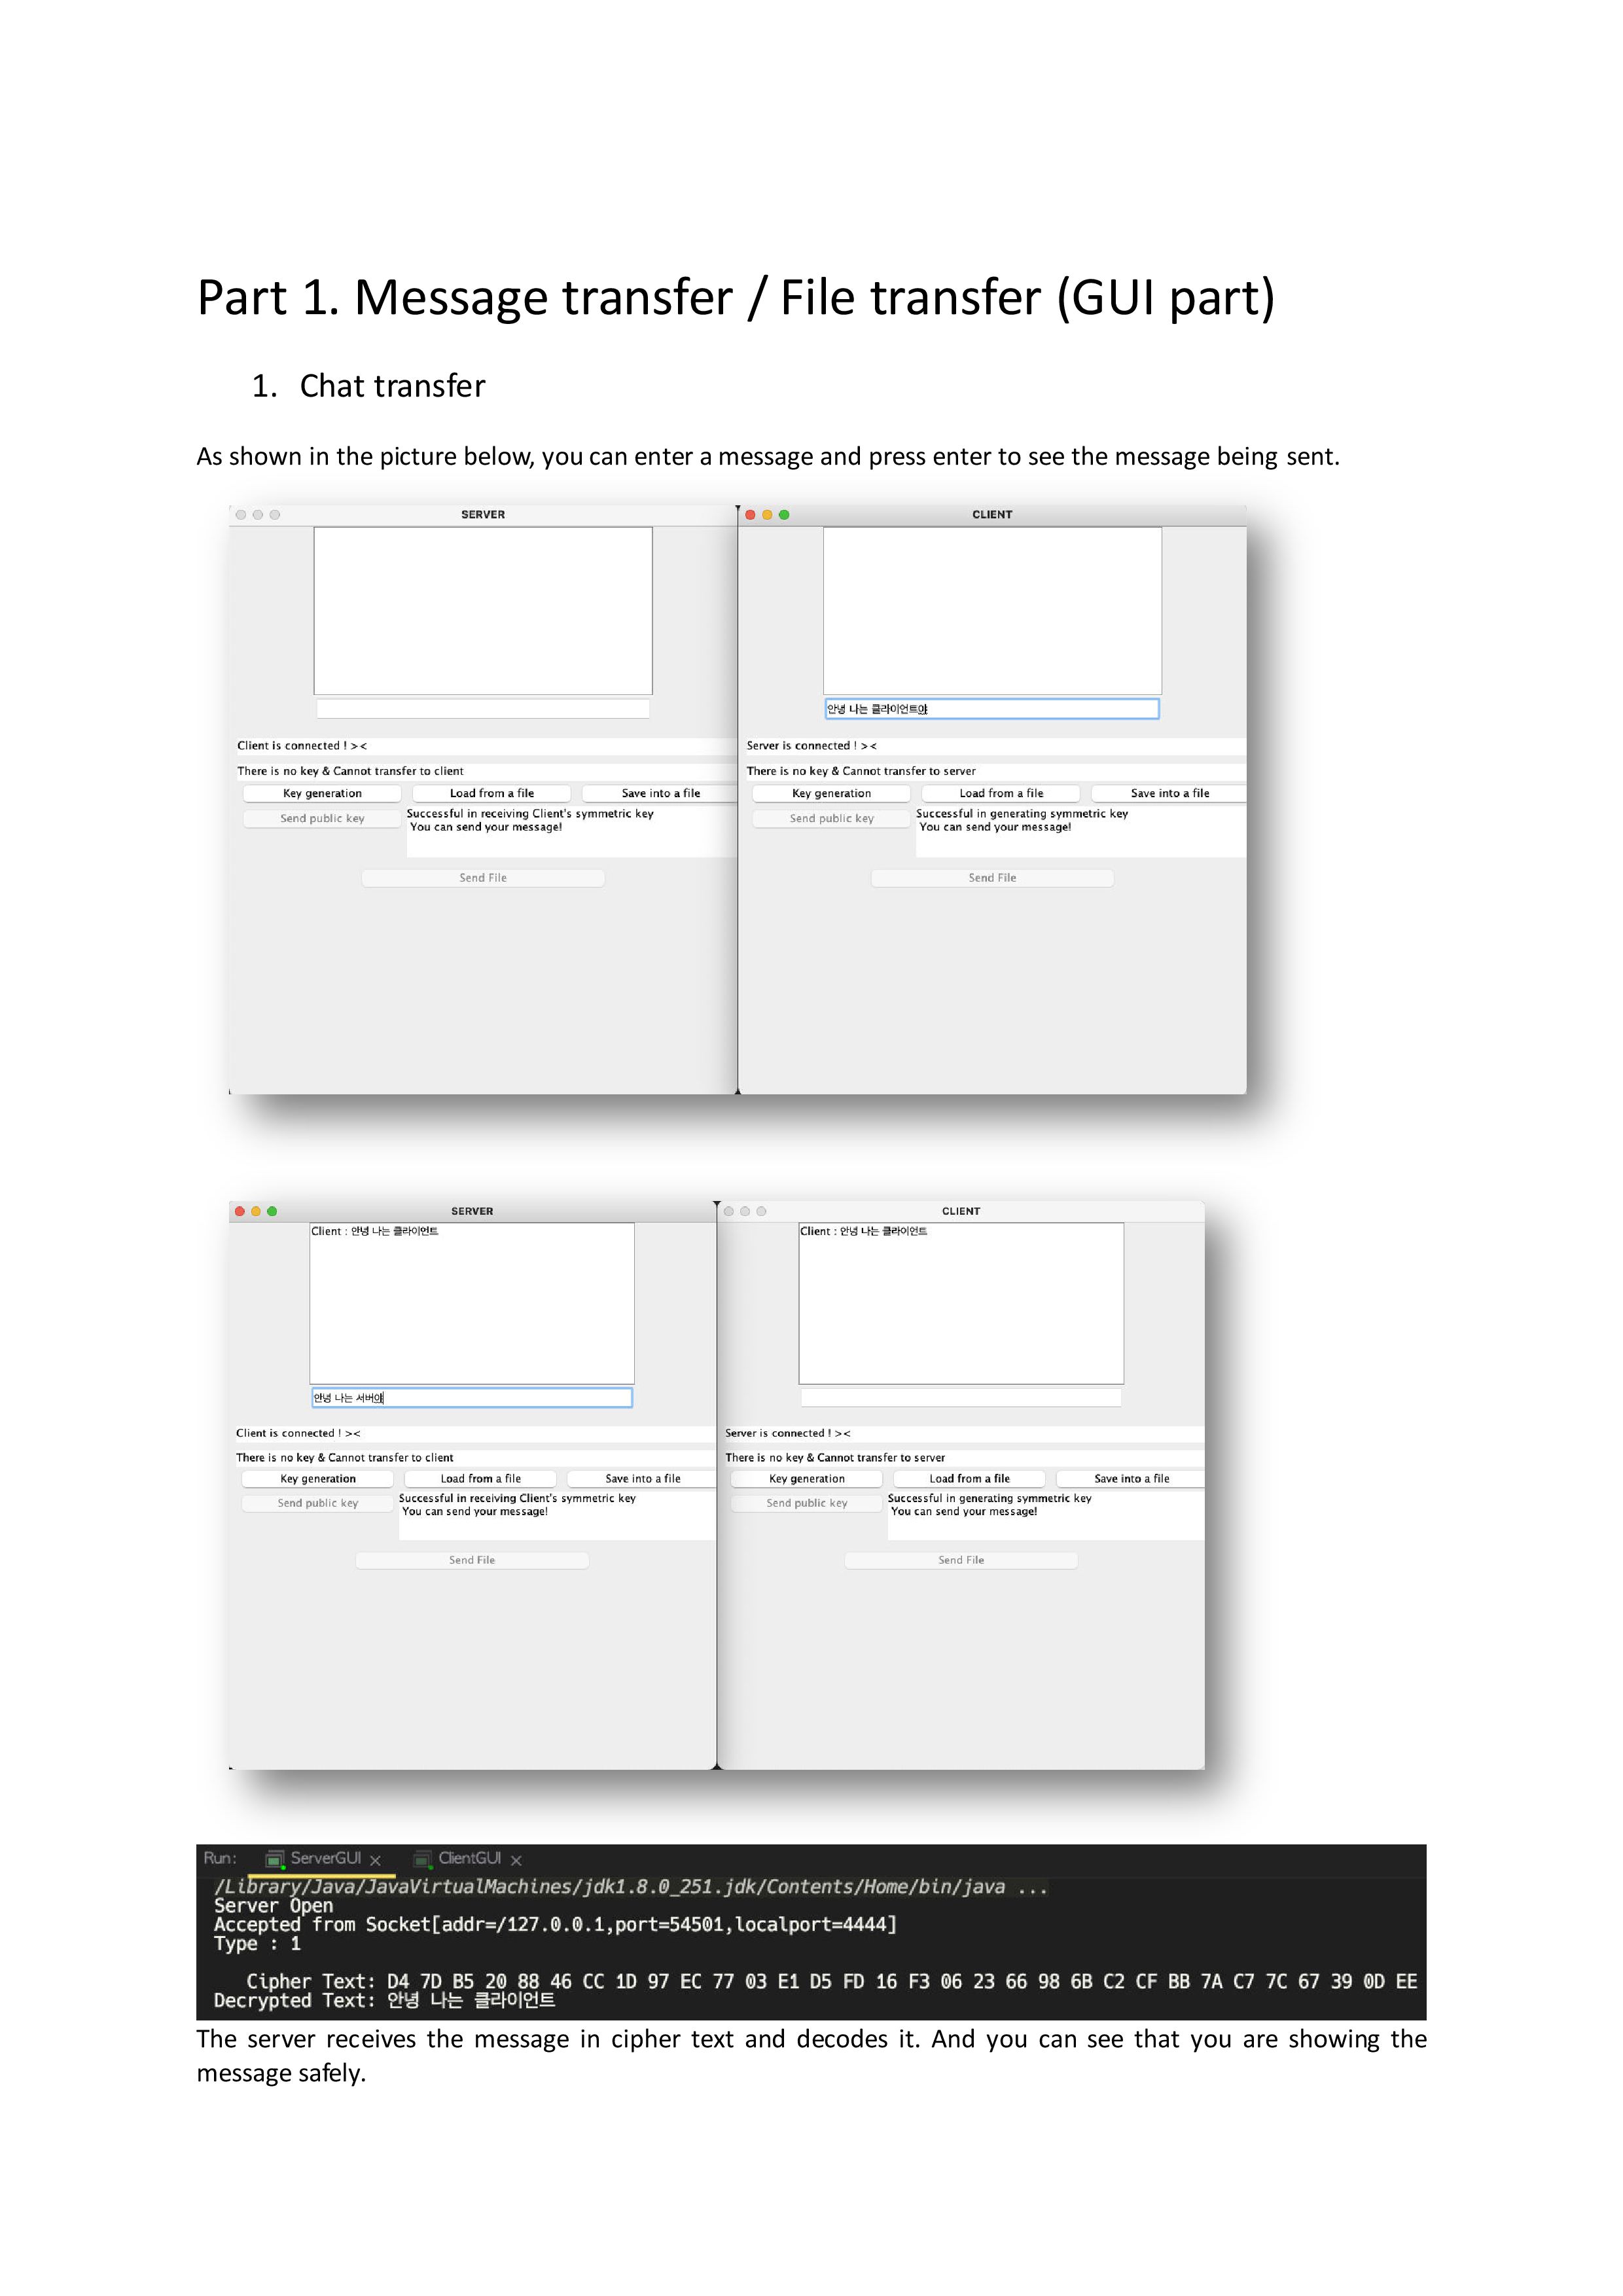 Part 1. Message transfer / File transfer (GUI part)
1. Chat transfer
As shown in the picture below, you can enter a message and press enter to see the message being sent.
SERVER
Client is connected ! ><
There is no key & Cannot transfer to client
Key generation Load from a file Save into a file
Send public key
Successful in receiving Client's symmetric key
You can send your message!
Send File
CLIENT
안녕 나는 클라이언트야
Server is connected ! ><
There is no key & Cannot transfer to server
Key generation Load from a file Save into a file
Send public key
Successful in generating symmetric key
You can send your message!
Send File
SERVER
Client : 안녕 나는 클라이언트
안녕 나는 서버야
Client is connected ! ><
There is no key & Cannot transfer to client
Key generation Load from a file Save into a file
Send public key
Successful in receiving Client's symmetric key
You can send your message!
Send File
CLIENT
Client : 안녕 나는 클라이언트
Server is connected ! ><
There is no key & Cannot transfer to server
Key generation Load from a file Save into a file
Send public key
Successful in generating symmetric key
You can send your message!
Send File
Run: ServerGUI × ClientGUI ×
/Library/Java/JavaVirtualMachines/jdk1.8.0_251.jdk/Contents/Home/bin/java ...
Server Open
Accepted from Socket[addr=/127.0.0.1,port=54501,localport=4444]
Type : 1
Cipher Text: D4 7D B5 20 88 46 CC 1D 97 EC 77 03 E1 D5 FD 16 F3 06 23 66 98 6B C2 CF BB 7A C7 7C 67 39 0D EE
Decrypted Text: 안녕 나는 클라이언트
The server receives the message in cipher text and decodes it. And you can see that you are showing the
message safely.